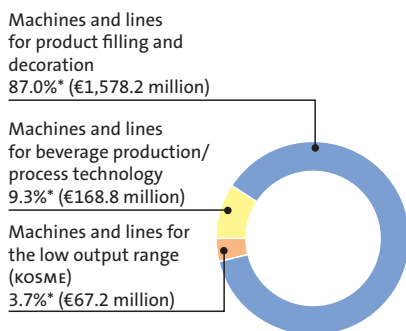 Machines and lines
for product filling and
decoration
87.0%* (€1,578.2 million)
Machines and lines
for beverage production/
process technology
9.3%* (€168.8 million)
Machines and lines for
the low output range
(KOSME)
3.7%* (€67.2 million)